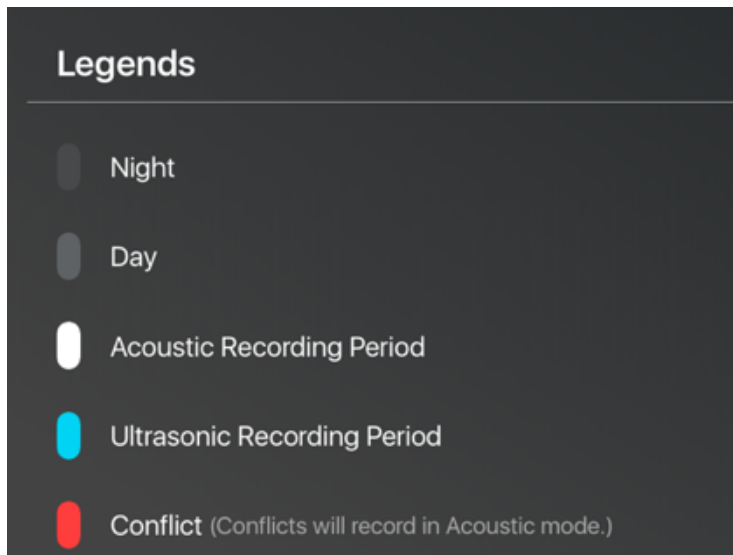 Legends
Night
Day
Acoustic Recording Period
Ultrasonic Recording Period
Conflict (Conflicts will record in Acoustic mode.)